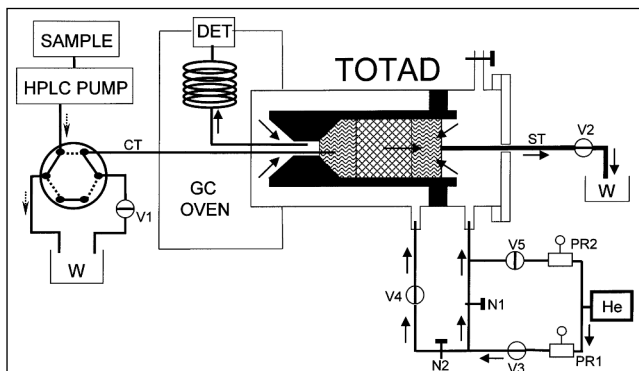 SAMPLE
HPLC PUMP
DET
TOTAD
CT
GC
OVEN
ST
V2
W
V1
W
V5
PR2
V4
N1
He
N2
V3
PR1